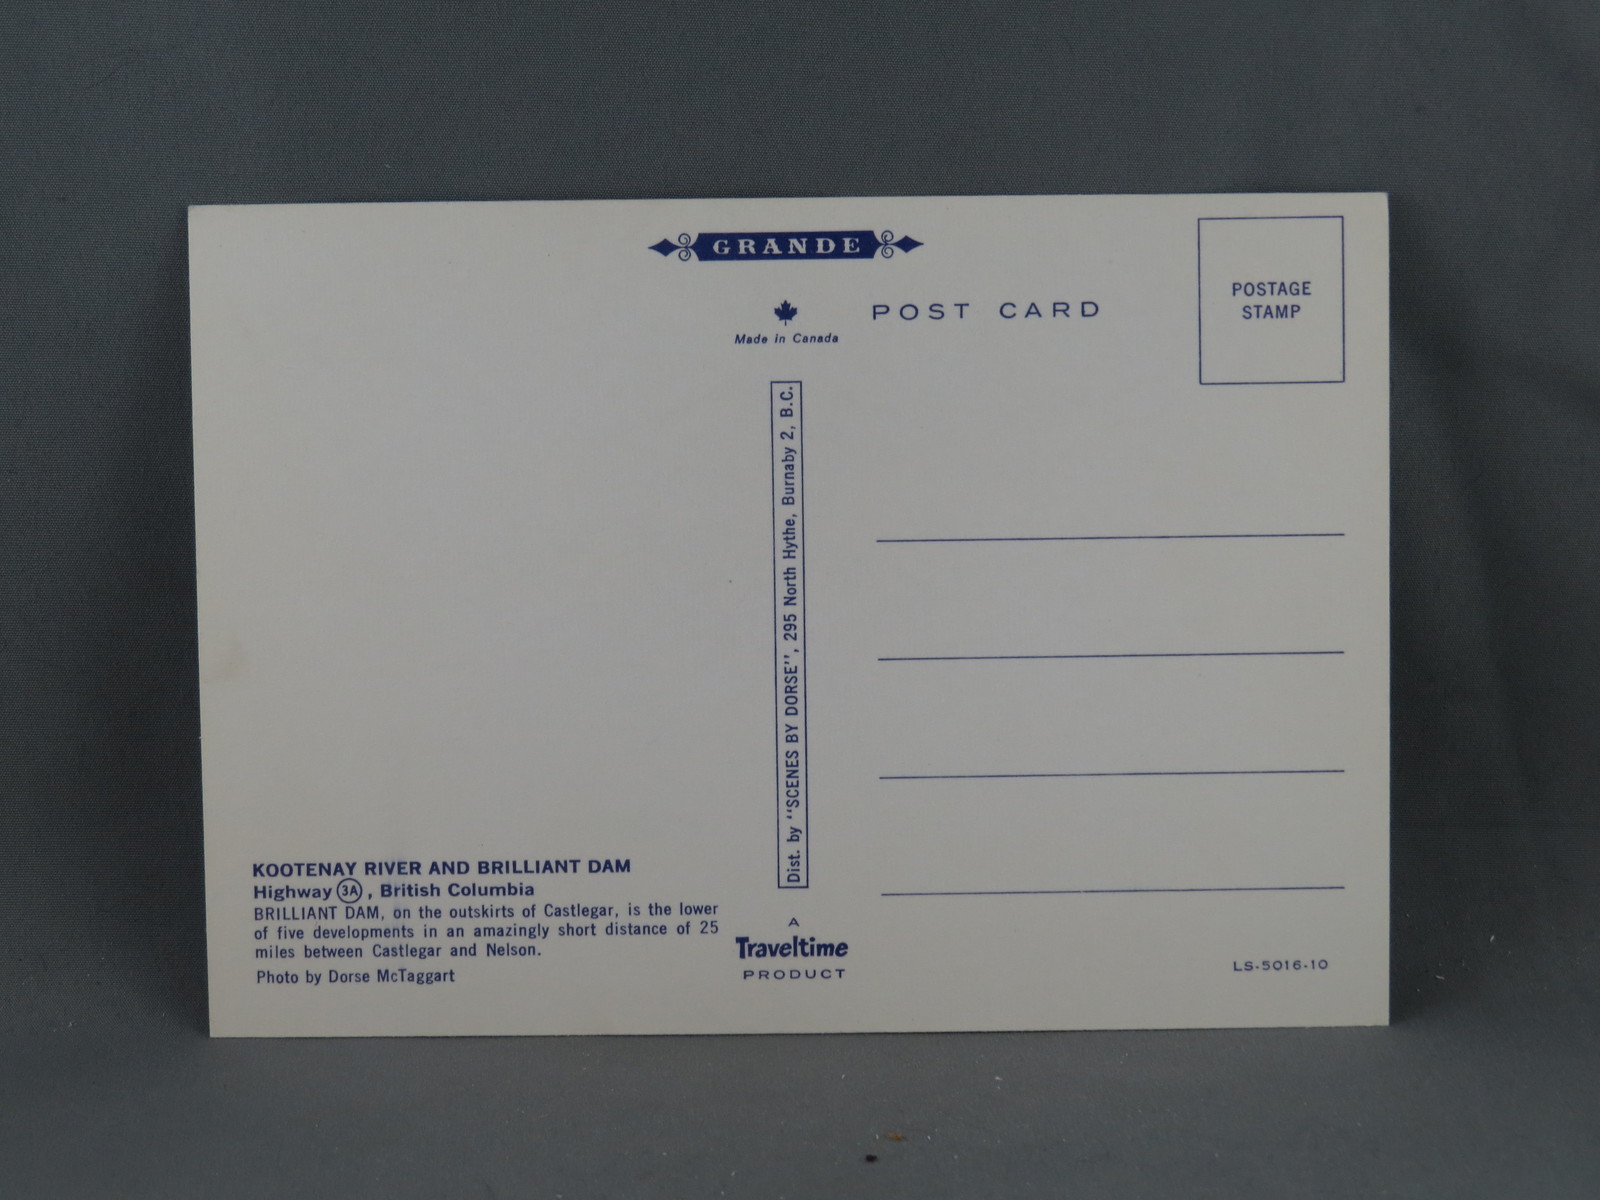 GRANDE
Made in Canada
POST CARD
POSTAGE
STAMP
Dist. by "SCENES BY DORSE", 295 North Hythe, Burnaby 2, B.C.
KOOTENAY RIVER AND BRILLIANT DAM
Highway 3A, British Columbia
BRILLIANT DAM, on the outskirts of Castlegar, is the lower
of five developments in an amazingly short distance of 25
miles between Castlegar and Nelson.
Photo by Dorse McTaggart
A
Traveltime
PRODUCT
LS-5016-10